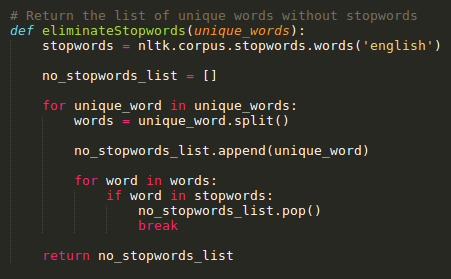 # Return the list of unique words without stopwords
def eliminateStopwords(unique_words):
    stopwords = nltk.corpus.stopwords.words('english')

    no_stopwords_list = []

    for unique_word in unique_words:
        words = unique_word.split()

        no_stopwords_list.append(unique_word)

        for word in words:
            if word in stopwords:
                no_stopwords_list.pop()
                break

    return no_stopwords_list